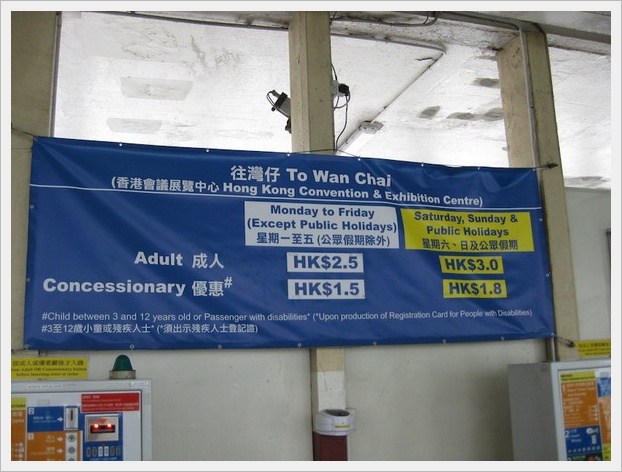 往灣仔 To Wan Chai
(香港會議展覽中心 Hong Kong Convention & Exhibition Centre)
Monday to Friday
(Except Public Holidays)
星期一至五 (公眾假期除外)
Saturday, Sunday &
Public Holidays
星期六、日及公眾假期
Adult 成人 HK$2.5 HK$3.0
Concessionary 優惠# HK$1.5 HK$1.8
#Child between 3 and 12 years old or Passenger with disabilities* (*Upon production of Registration Card for People with Disabilities)
#3至12歲小童或殘疾人士* (*須出示殘疾人士登記證)